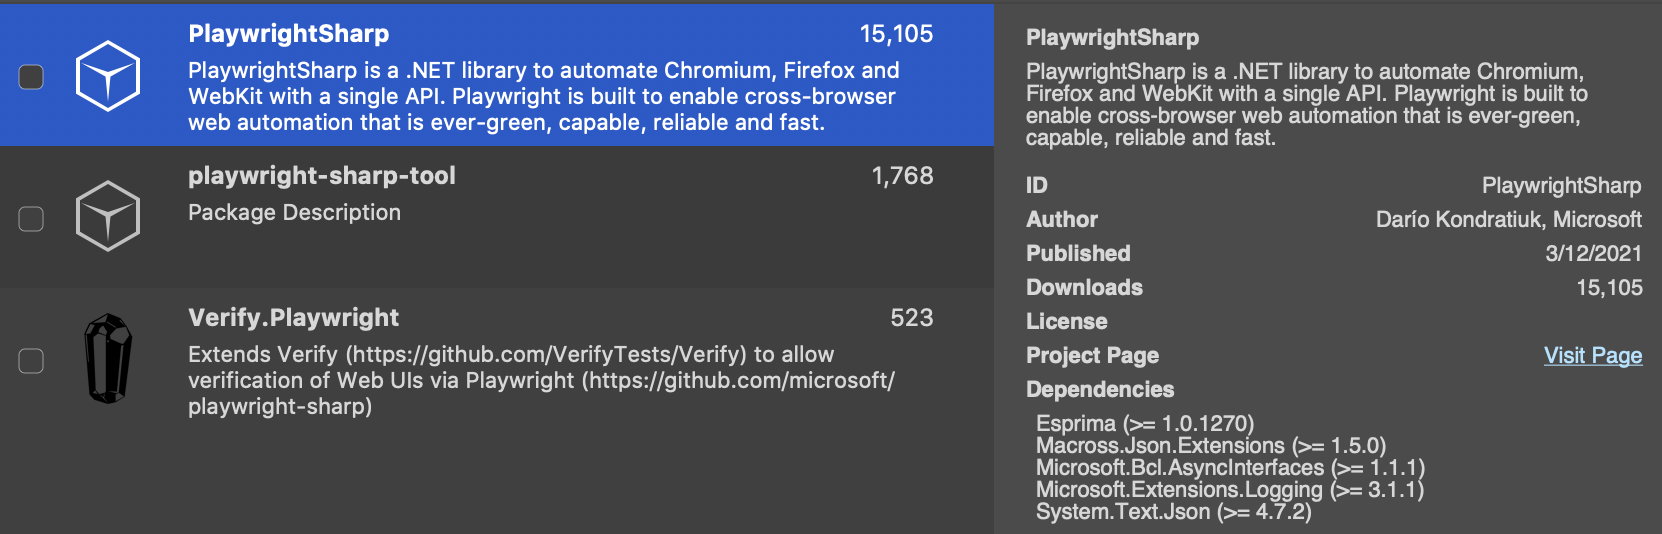 PlaywrightSharp 15,105
PlaywrightSharp is a .NET library to automate Chromium, Firefox and
WebKit with a single API. Playwright is built to enable cross-browser
web automation that is ever-green, capable, reliable and fast.
playwright-sharp-tool 1,768
Package Description
Verify.Playwright 523
Extends Verify (https://github.com/VerifyTests/Verify) to allow
verification of Web UIs via Playwright (https://github.com/microsoft/
playwright-sharp)
PlaywrightSharp
PlaywrightSharp is a .NET library to automate Chromium,
Firefox and WebKit with a single API. Playwright is built to
enable cross-browser web automation that is ever-green,
capable, reliable and fast.
ID PlaywrightSharp
Author Darío Kondratiuk, Microsoft
Published 3/12/2021
Downloads 15,105
License
Project Page Visit Page
Dependencies
Esprima (>= 1.0.1270)
Macross.Json.Extensions (>= 1.5.0)
Microsoft.Bcl.AsyncInterfaces (>= 1.1.1)
Microsoft.Extensions.Logging (>= 3.1.1)
System.Text.Json (>= 4.7.2)